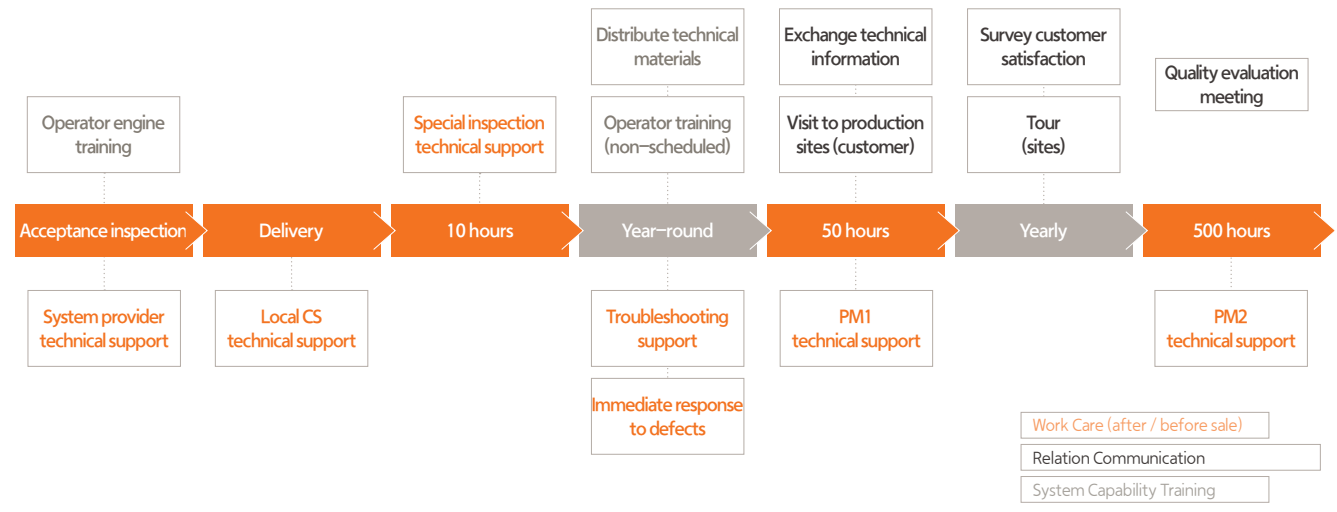 Distribute technical
materials
Exchange technical
information
Survey customer
satisfaction
Quality evaluation
meeting
Operator engine
training
Special inspection
technical support
Operator training
(non-scheduled)
Visit to production
sites (customer)
Tour
(sites)
Acceptance inspection
Delivery
10 hours
Year-round
50 hours
Yearly
500 hours
System provider
technical support
Local CS
technical support
Troubleshooting
support
PM1
technical support
PM2
technical support
Immediate response
to defects
Work Care (after / before sale)
Relation Communication
System Capability Training